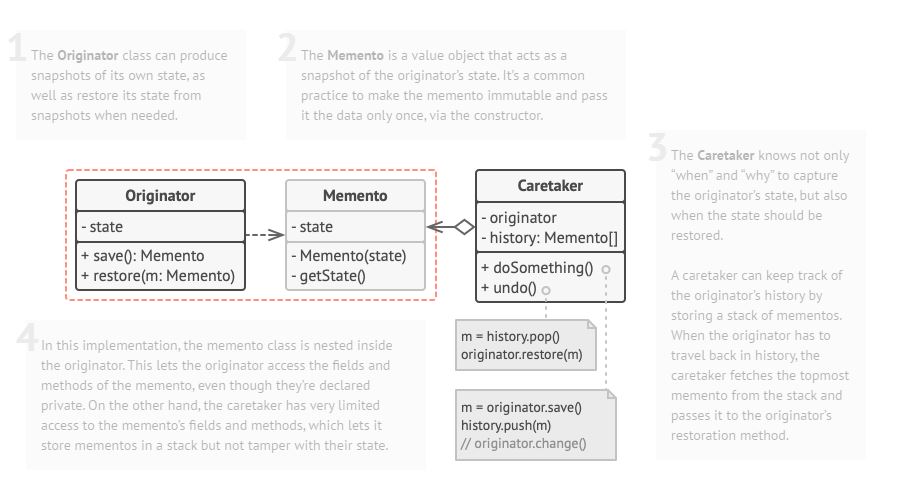 1
The Originator class can produce
snapshots of its own state, as
well as restore its state from
snapshots when needed.
2
The Memento is a value object that acts as a
snapshot of the originator's state. It's a common
practice to make the memento immutable and pass
it the data only once, via the constructor.
3
The Caretaker knows not only
“when” and “why” to capture
the originator's state, but also
when the state should be
restored.
A caretaker can keep track of
the originator's history by
storing a stack of mementos.
When the originator has to
travel back in history, the
caretaker fetches the topmost
memento from the stack and
passes it to the originator's
restoration method.
Originator
- state
+ save(): Memento
+ restore(m: Memento)
Memento
- state
- Memento(state)
- getState()
Caretaker
- originator
- history: Memento[]
+ doSomething()
+ undo()
m = history.pop()
originator.restore(m)
m = originator.save()
history.push(m)
// originator.change()
4
In this implementation, the memento class is nested inside
the originator. This lets the originator access the fields and
methods of the memento, even though they're declared
private. On the other hand, the caretaker has very limited
access to the memento's fields and methods, which lets it
store mementos in a stack but not tamper with their state.